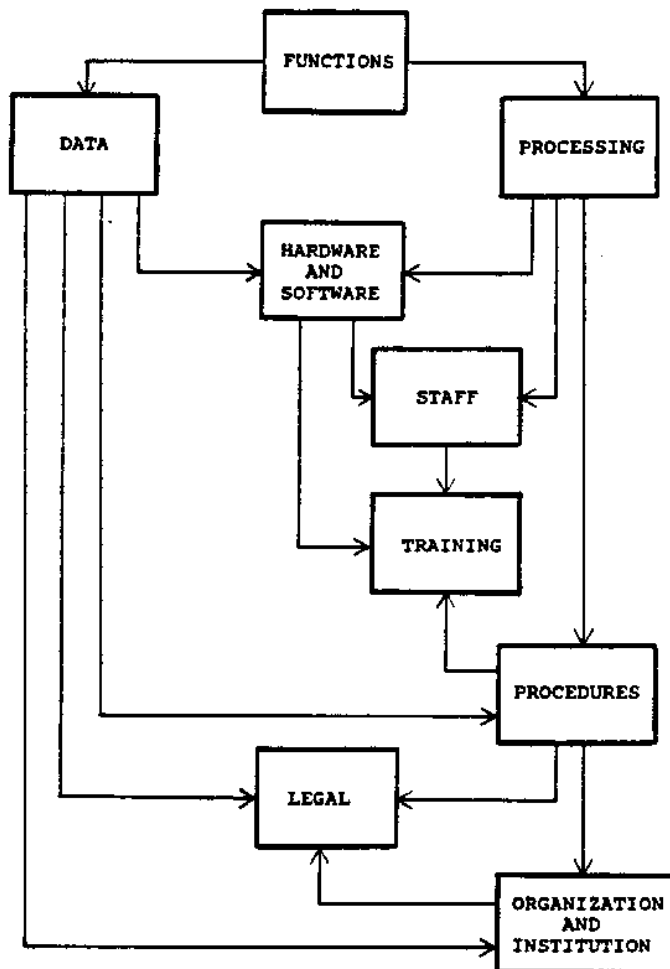 FUNCTIONS
DATA
PROCESSING
HARDWARE
AND
SOFTWARE
STAFF
TRAINING
PROCEDURES
LEGAL
ORGANIZATION
AND
INSTITUTION